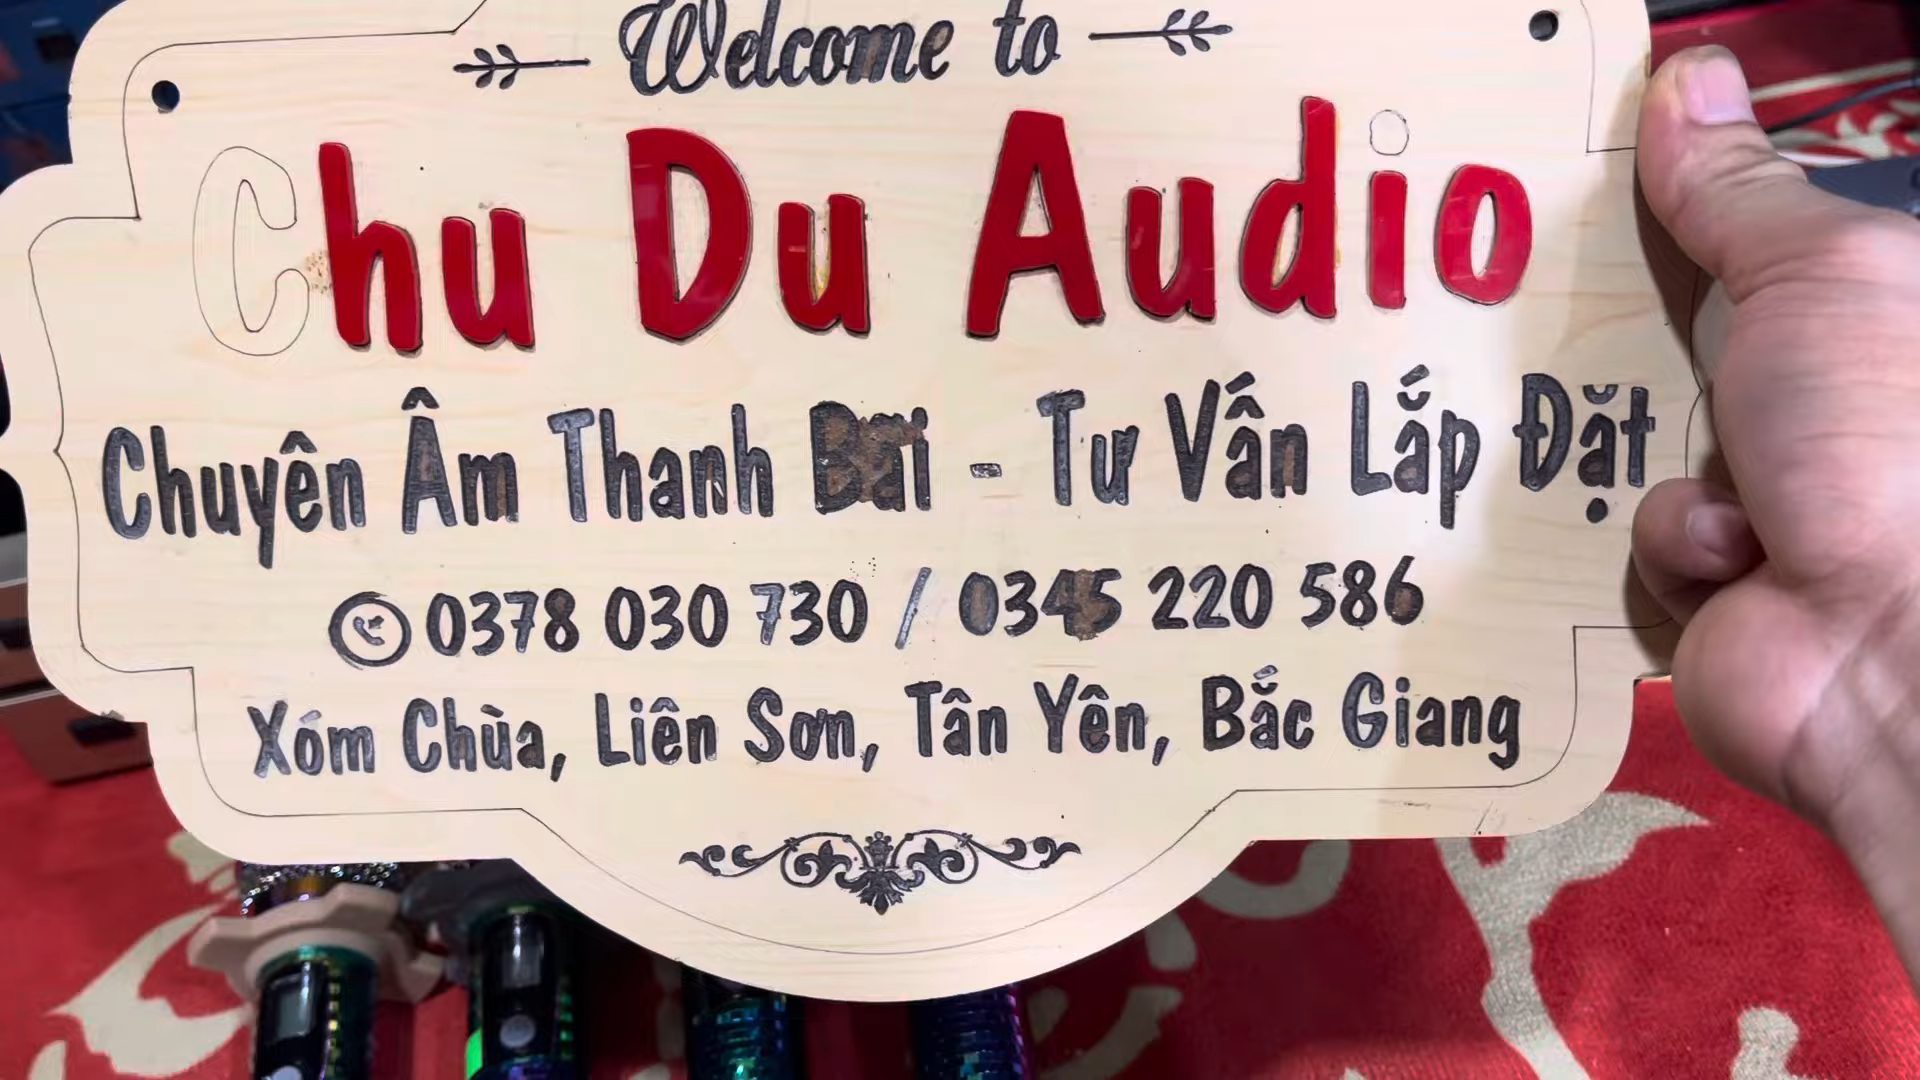 Welcome to
Chu Du Audio
Chuyên Âm Thanh Bãi - Tư Vấn Lắp Đặt
0378 030 730 / 0345 220 586
Xóm Chùa, Liên Sơn, Tân Yên, Bắc Giang